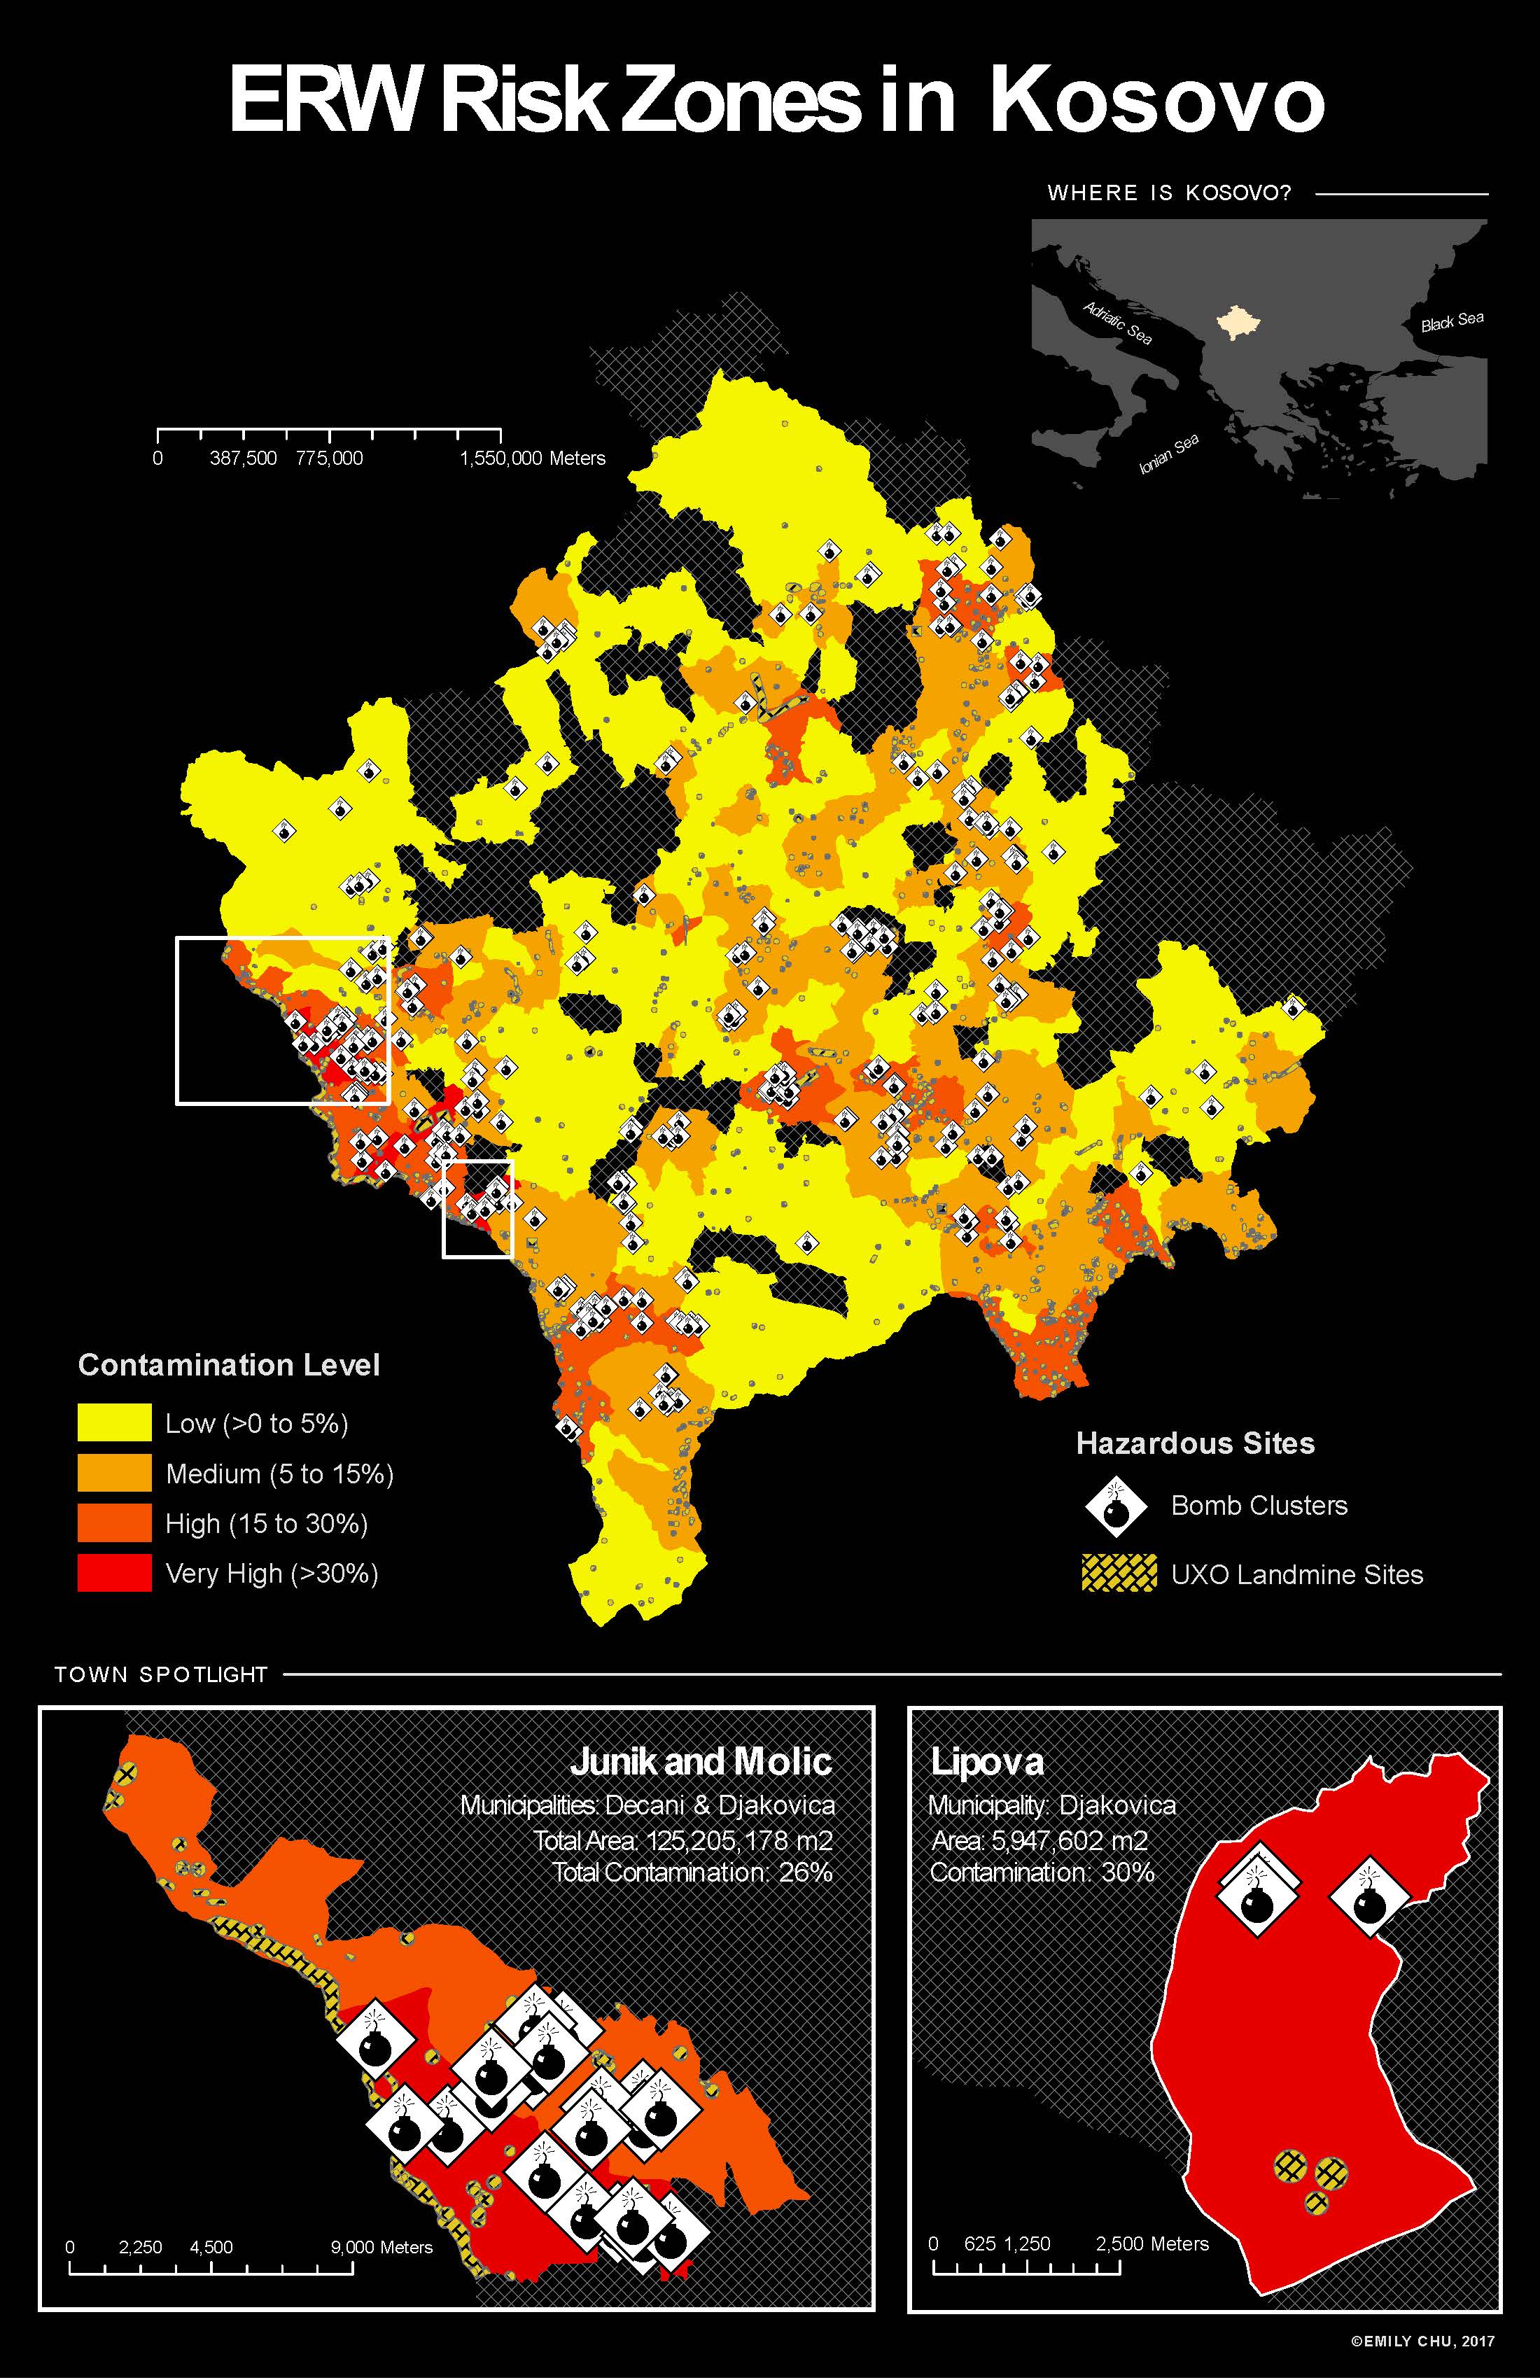 ERW Risk Zones in Kosovo
WHERE IS KOSOVO?
Adriatic Sea
Black Sea
Ionian Sea
0 387,500 775,000 1,550,000 Meters
Contamination Level
Low (>0 to 5%)
Medium (5 to 15%)
High (15 to 30%)
Very High (>30%)
Hazardous Sites
Bomb Clusters
UXO Landmine Sites
TOWN SPOTLIGHT
Junik and Molic
Municipalities: Decani & Djakovica
Total Area: 125,205,178 m2
Total Contamination: 26%
0 2,250 4,500 9,000 Meters
Lipova
Municipality: Djakovica
Area: 5,947,602 m2
Contamination: 30%
0 625 1,250 2,500 Meters
©EMILY CHU, 2017